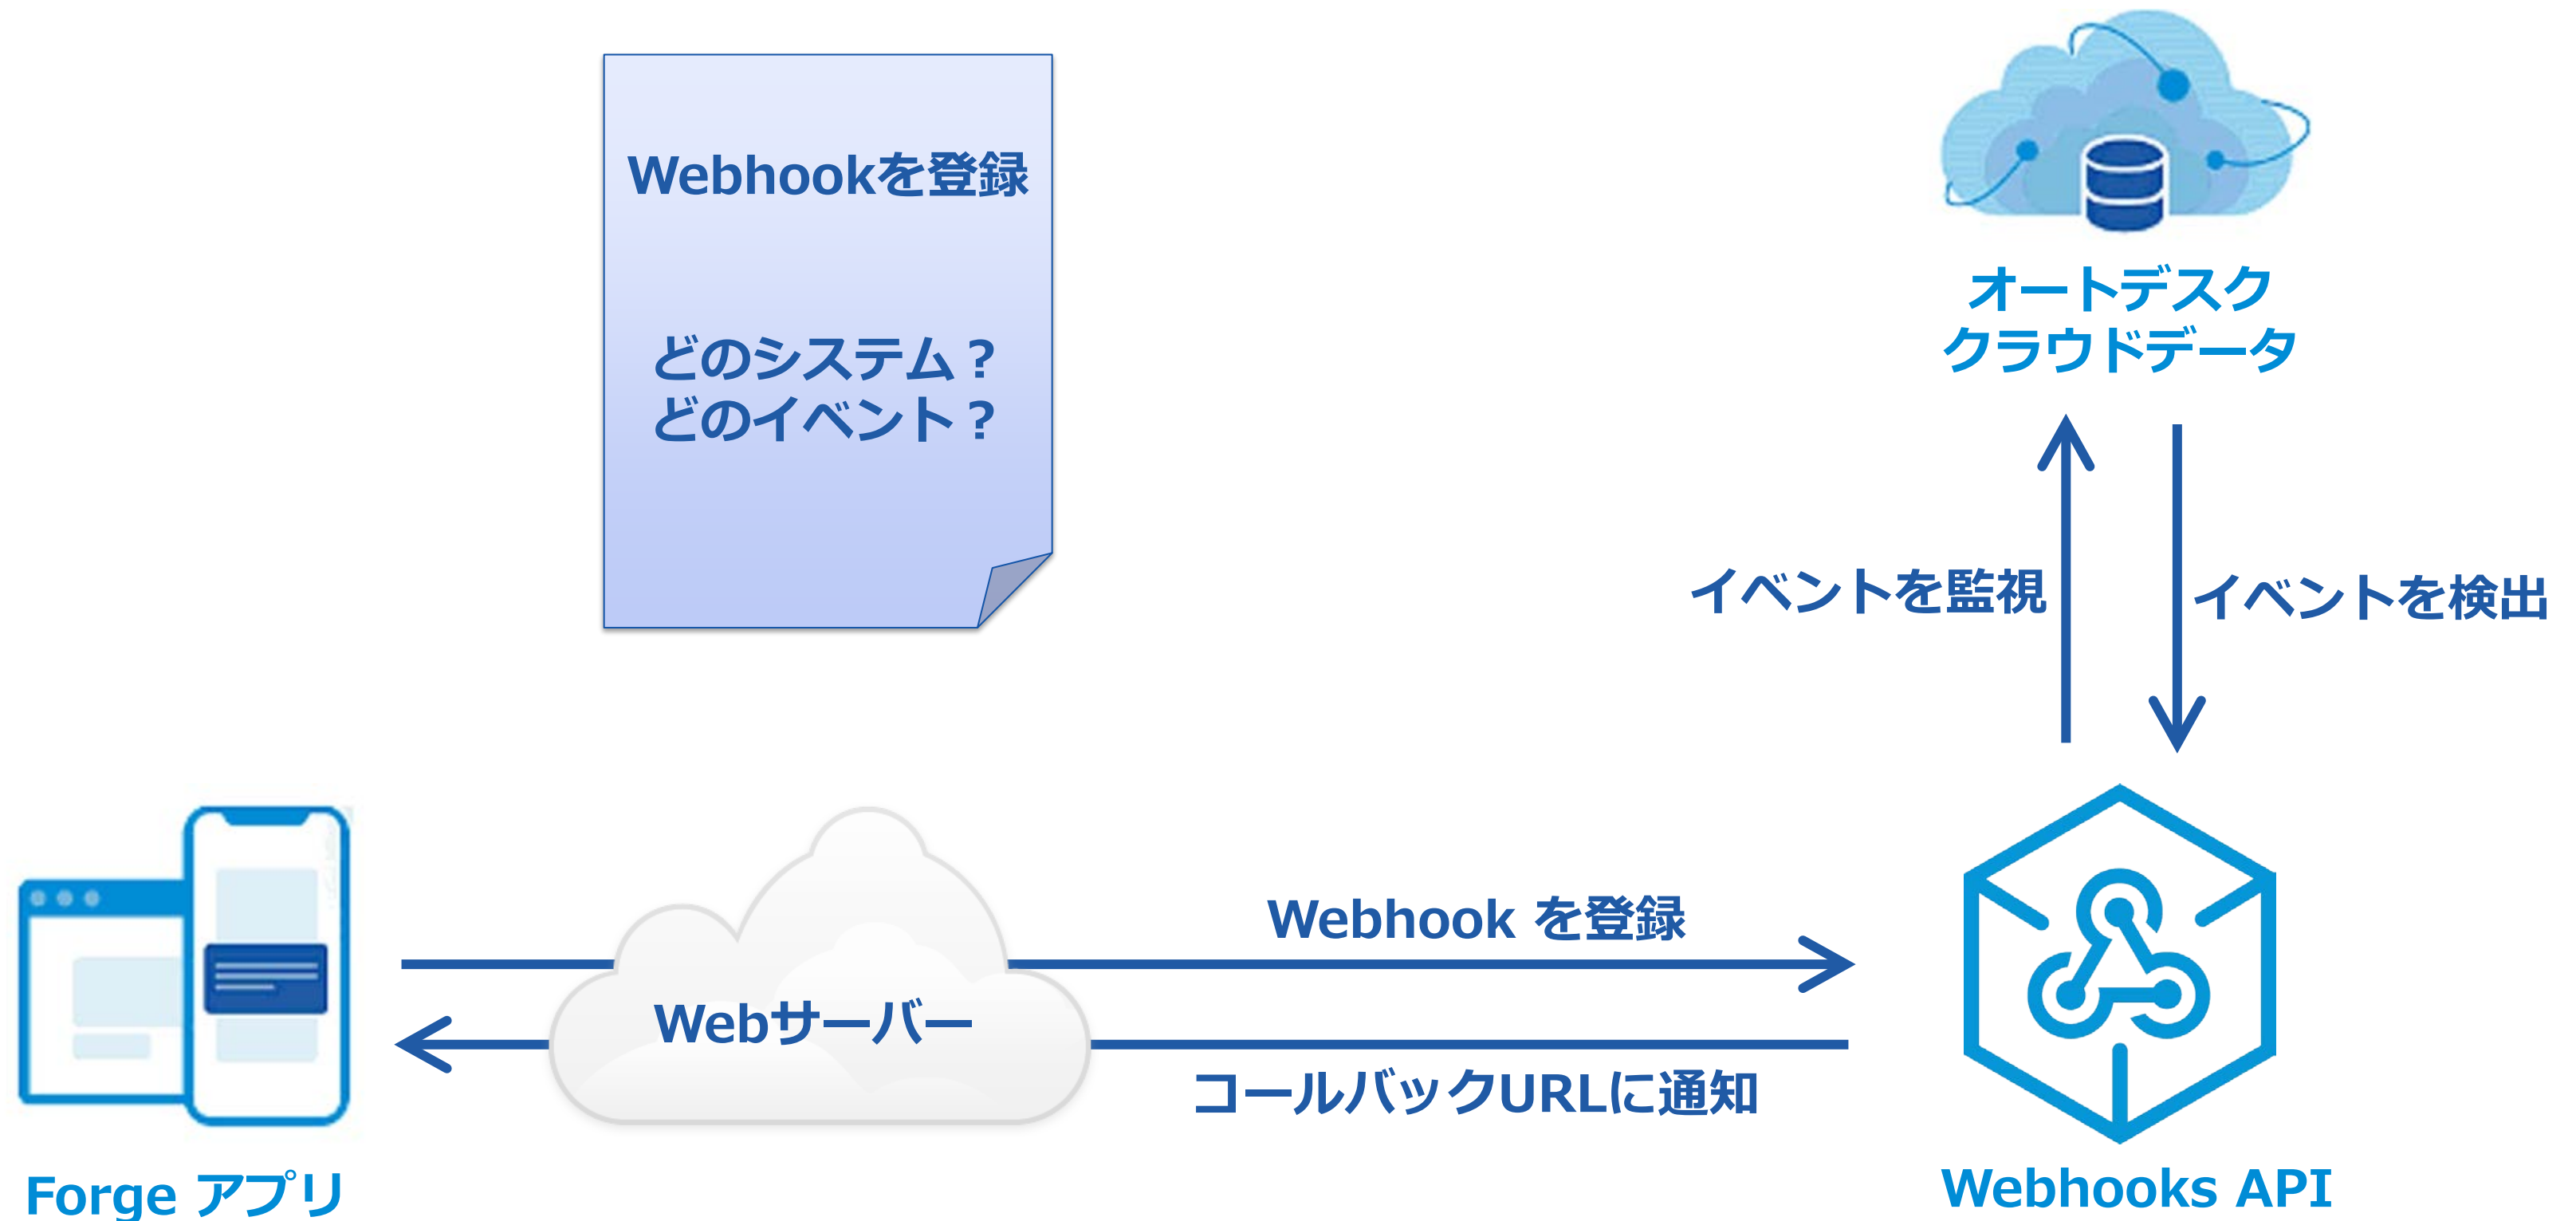 Webhookを登録
どのシステム？
どのイベント？
オートデスク
クラウドデータ
イベントを監視
イベントを検出
Webhook を登録
Webサーバー
コールバックURLに通知
Forge アプリ
Webhooks API